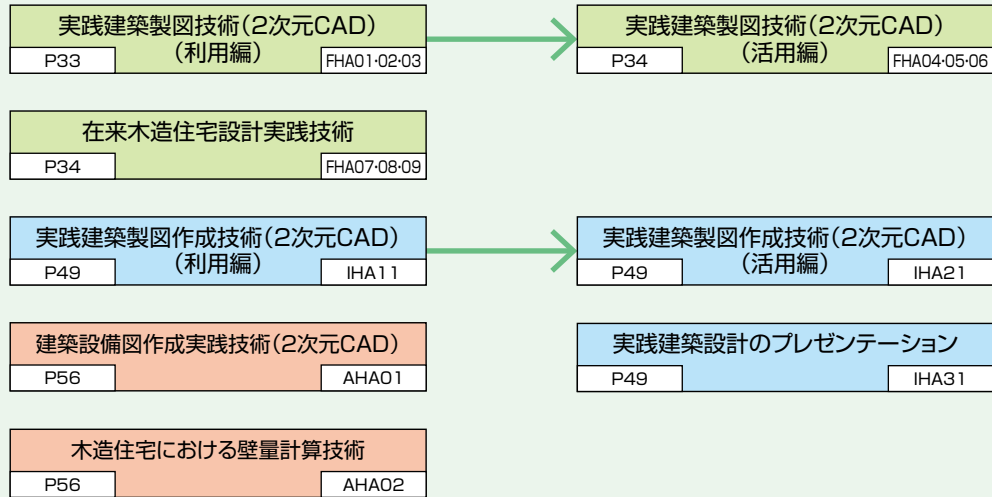 実践建築製図技術(2次元CAD)
(利用編)
P33
FHA01・02・03
実践建築製図技術(2次元CAD)
(活用編)
P34
FHA04・05・06
在来木造住宅設計実践技術
P34
FHA07・08・09
実践建築製図作成技術(2次元CAD)
(利用編)
P49
IHA11
実践建築製図作成技術(2次元CAD)
(活用編)
P49
IHA21
建築設備図作成実践技術(2次元CAD)
P56
AHA01
実践建築設計のプレゼンテーション
P49
IHA31
木造住宅における壁量計算技術
P56
AHA02